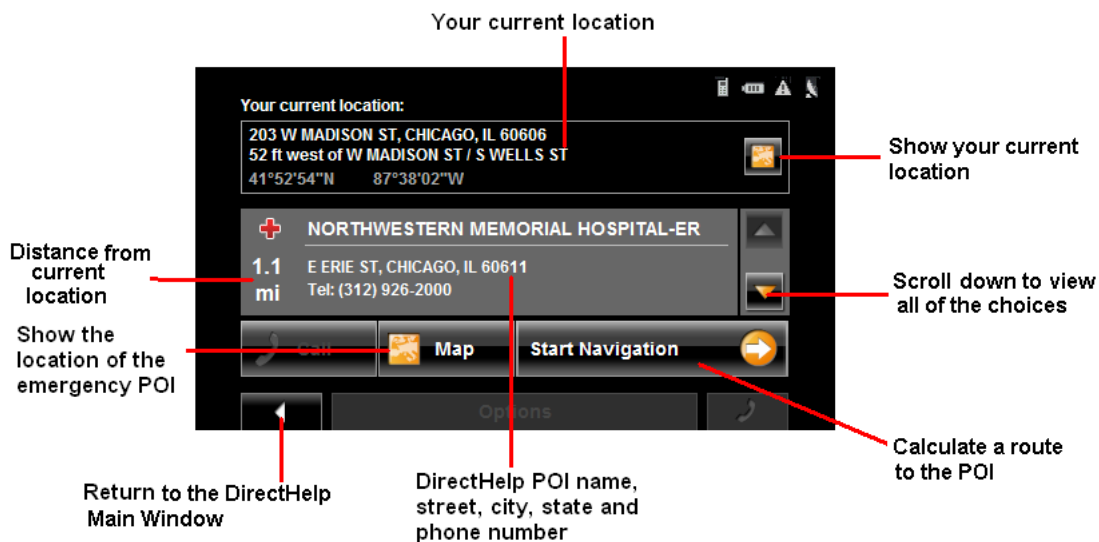 Your current location
Your current location:
203 W MADISON ST, CHICAGO, IL 60606
52 ft west of W MADISON ST / S WELLS ST
41°52'54"N 87°38'02"W
Show your current
location
NORTHWESTERN MEMORIAL HOSPITAL-ER
1.1
mi
E ERIE ST, CHICAGO, IL 60611
Tel: (312) 926-2000
Distance from
current
location
Scroll down to view
all of the choices
Show the
location of the
emergency POI
Call
Map
Start Navigation
Options
Calculate a route
to the POI
Return to the DirectHelp
Main Window
DirectHelp POI name,
street, city, state and
phone number